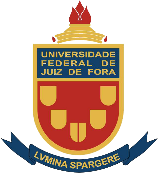 UNIVERSIDADE
FEDERAL DE
JUIZ DE FORA
LVMINA SPARGERE